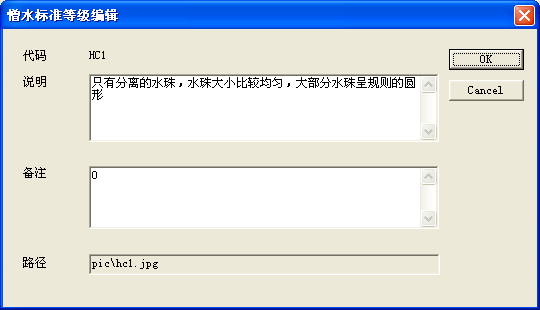 憎水标准等级编辑
代码 HC1
OK
说明 只有分离的水珠，水珠大小比较均匀，大部分水珠呈规则的圆
形
Cancel
备注 0
路径 pic\hc1.jpg